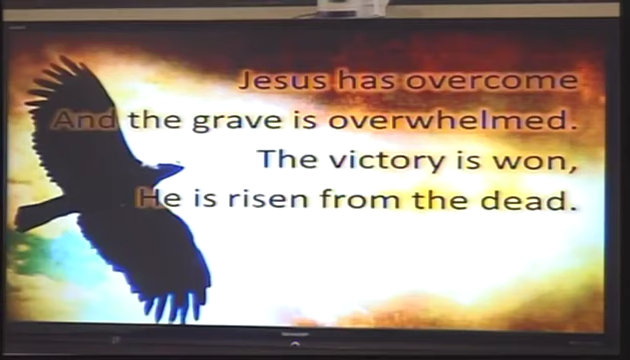 Jesus has overcome
And the grave is overwhelmed.
The victory is won,
He is risen from the dead.